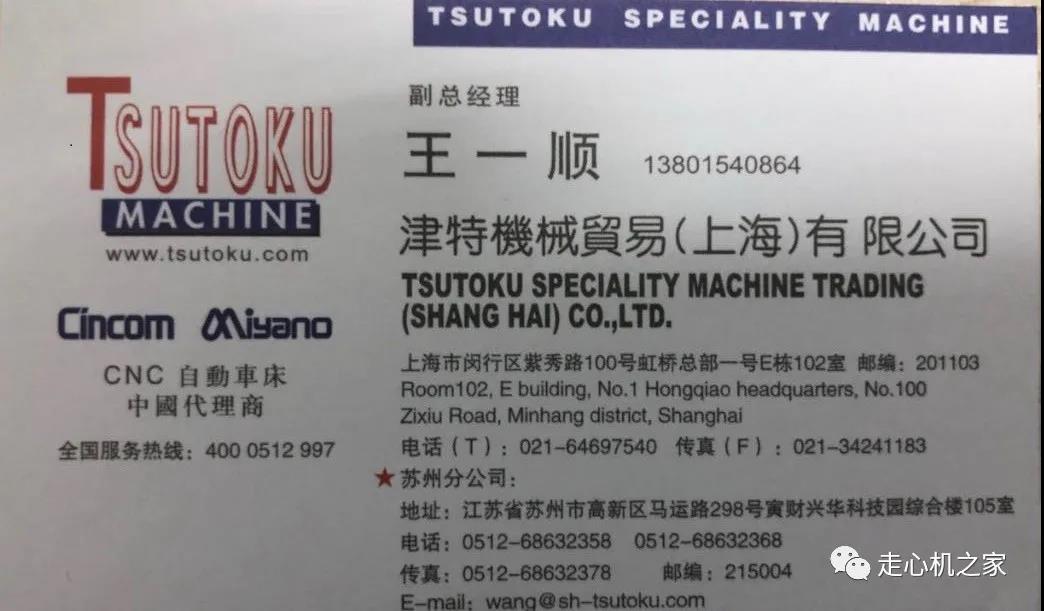 TSUTOKU SPECIALITY MACHINE
TSUTOKU
MACHINE
www.tsutoku.com
Cincom Miyano
CNC 自動車床
中國代理商
全国服务热线：400 0512 997
副总经理
王一顺 13801540864
津特機械貿易(上海)有限公司
TSUTOKU SPECIALITY MACHINE TRADING
(SHANG HAI) CO.,LTD.
上海市闵行区紫秀路100号虹桥总部一号E栋102室 邮编：201103
Room102, E building, No.1 Hongqiao headquarters, No.100
Zixiu Road, Minhang district, Shanghai
电话（T）：021-64697540 传真（F）：021-34241183
★苏州分公司：
地址：江苏省苏州市高新区马运路298号寅财兴华科技园综合楼105室
电话：0512-68632358 0512-68632368
传真：0512-68632378 邮编：215004
E-mail：wang@sh-tsutoku.com
走心机之家